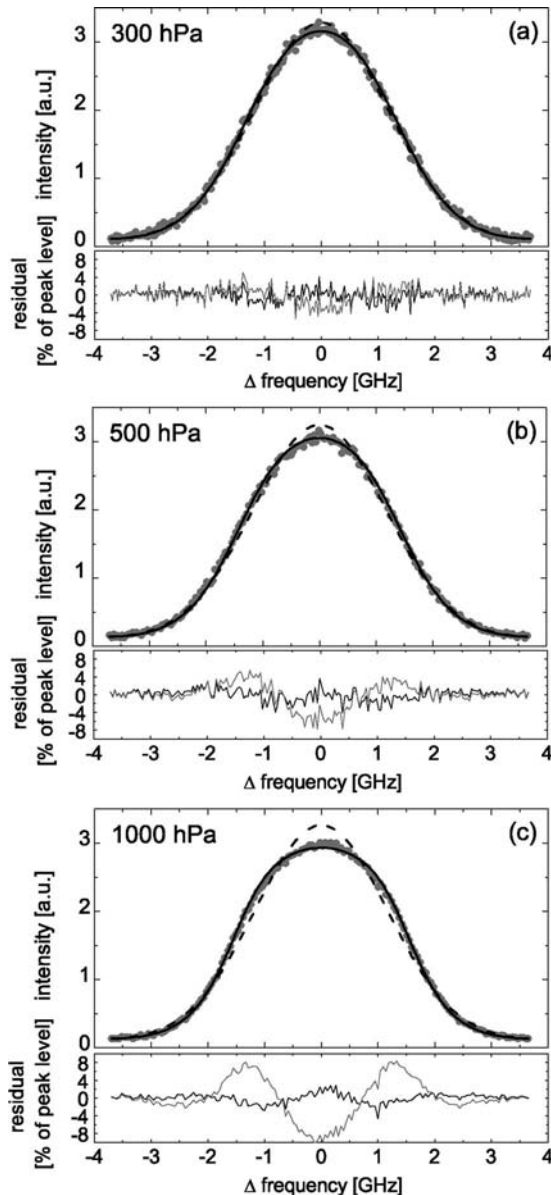 300 hPa
(a)
3
2
1
0
intensity [a.u.]
8
4
0
-4
-8
residual
[% of peak level]
-4 -3 -2 -1 0 1 2 3 4
Δ frequency [GHz]
500 hPa
(b)
3
2
1
0
intensity [a.u.]
8
4
0
-4
-8
residual
[% of peak level]
-4 -3 -2 -1 0 1 2 3 4
Δ frequency [GHz]
1000 hPa
(c)
3
2
1
0
intensity [a.u.]
8
4
0
-4
-8
residual
[% of peak level]
-4 -3 -2 -1 0 1 2 3 4
Δ frequency [GHz]